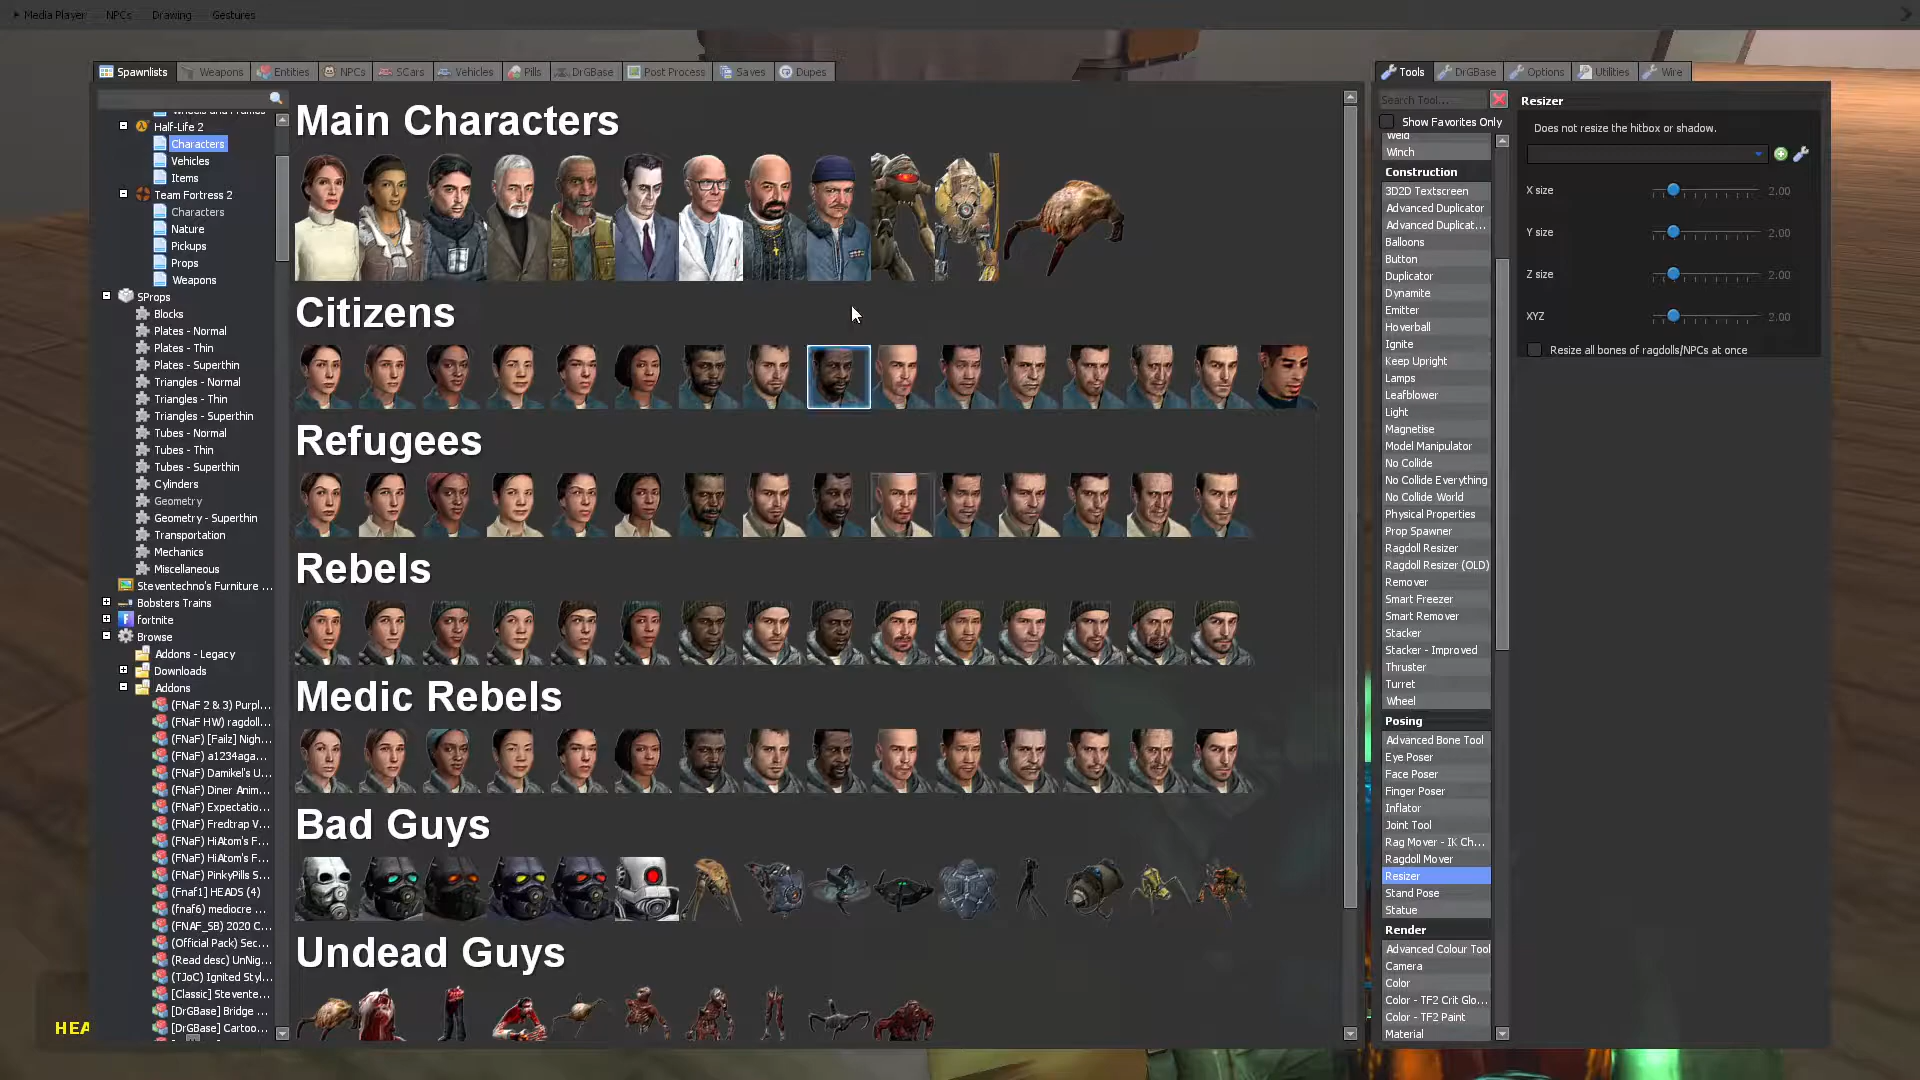 Media Player NPCs Drawing Gestures
Spawnlists Weapons Entities NPCs SCars Vehicles Pills DrGBase Post Process Saves Dupes
Tools DrGBase Options Utilities Wire
Half-Life 2
Characters
Vehicles
Items
Team Fortress 2
Characters
Nature
Pickups
Props
Weapons
SProps
Blocks
Plates - Normal
Plates - Thin
Plates - Superthin
Triangles - Normal
Triangles - Thin
Triangles - Superthin
Tubes - Normal
Tubes - Thin
Tubes - Superthin
Cylinders
Geometry
Geometry - Superthin
Transportation
Mechanics
Miscellaneous
Steventechno's Furniture ...
Bobsters Trains
fortnite
Browse
Addons - Legacy
Downloads
Addons
(FNaF 2 & 3) Purpl...
(FNaF HW) ragdoll...
(FNaF) [Failz] Nigh...
(FNaF) a1234aga...
(FNaF) Damikel's U...
(FNaF) Diner Anim...
(FNaF) Expectatio...
(FNaF) Fredtrap V...
(FNaF) HiAtom's F...
(FNaF) HiAtom's F...
(FNaF) PinkyPills S...
(Fnaf1) HEADS (4)
(fnaf6) mediocre ...
(FNAF_SB) 2020 C...
(Official Pack) Sec...
(Read desc) UnNig...
(TJoC) Ignited Styl...
[Classic] Stevente...
[DrGBase] Bridge ...
[DrGBase] Cartoo...
HEA
Main Characters
Citizens
Refugees
Rebels
Medic Rebels
Bad Guys
Undead Guys
Search Tool...
Show Favorites Only
Weld
Winch
Construction
3D2D Textscreen
Advanced Duplicator
Advanced Duplicat...
Balloons
Button
Duplicator
Dynamite
Emitter
Hoverball
Ignite
Keep Upright
Lamps
Leafblower
Light
Magnetise
Model Manipulator
No Collide
No Collide Everything
No Collide World
Physical Properties
Prop Spawner
Ragdoll Resizer
Ragdoll Resizer (OLD)
Remover
Smart Freezer
Smart Remover
Stacker
Stacker - Improved
Thruster
Turret
Wheel
Posing
Advanced Bone Tool
Eye Poser
Face Poser
Finger Poser
Inflator
Joint Tool
Rag Mover - IK Ch...
Ragdoll Mover
Resizer
Stand Pose
Statue
Render
Advanced Colour Tool
Camera
Color
Color - TF2 Crit Glo...
Color - TF2 Paint
Material
Resizer
Does not resize the hitbox or shadow.
X size 2.00
Y size 2.00
Z size 2.00
XYZ 2.00
Resize all bones of ragdolls/NPCs at once